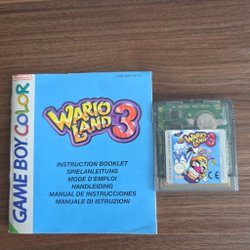 GAME BOY COLOR
WARIO
LAND 3
INSTRUCTION BOOKLET
SPIELANLEITUNG
MODE D'EMPLOI
HANDLEIDING
MANUAL DE INSTRUCCIONES
MANUALE DI ISTRUZIONI
WARIO
LAND 3